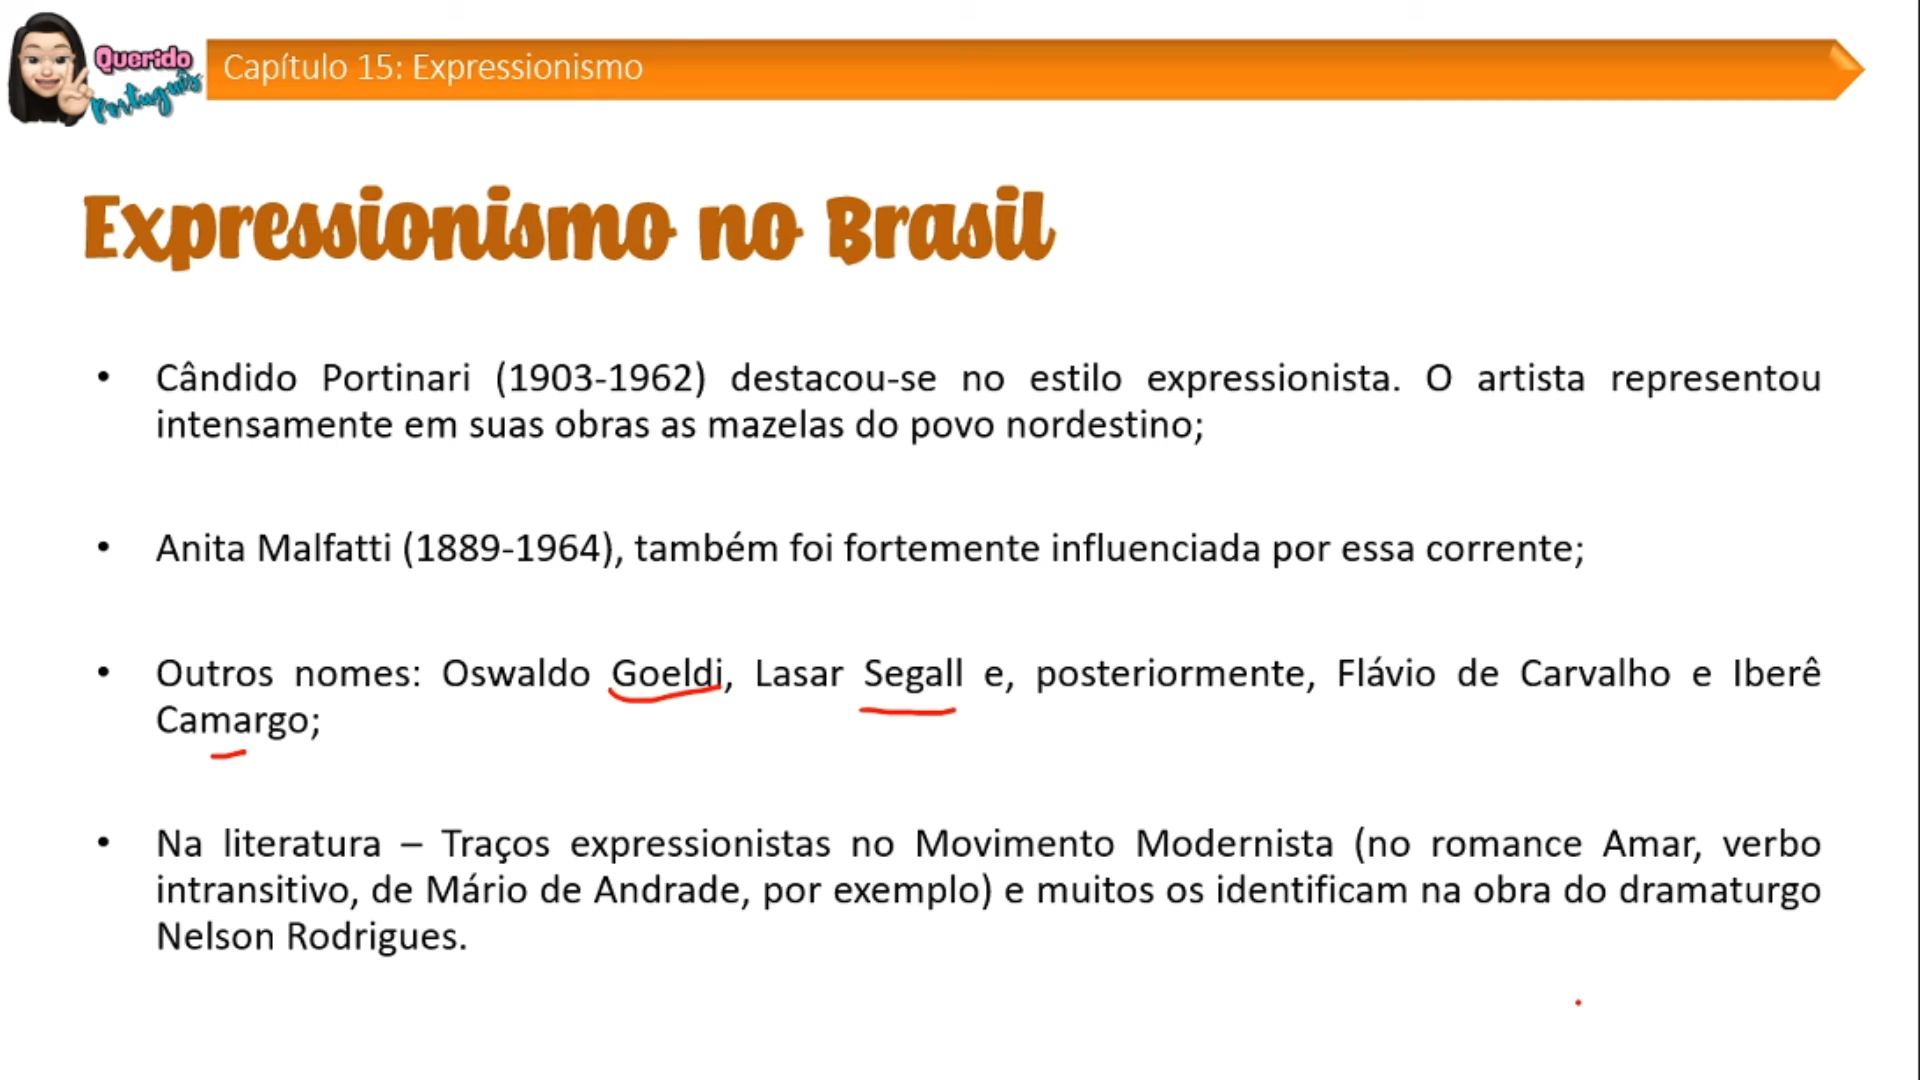 Querido
Português
Capítulo 15: Expressionismo
Expressionismo no Brasil
• Cândido Portinari (1903-1962) destacou-se no estilo expressionista. O artista representou
intensamente em suas obras as mazelas do povo nordestino;
• Anita Malfatti (1889-1964), também foi fortemente influenciada por essa corrente;
• Outros nomes: Oswaldo Goeldi, Lasar Segall e, posteriormente, Flávio de Carvalho e Iberê
Camargo;
• Na literatura – Traços expressionistas no Movimento Modernista (no romance Amar, verbo
intransitivo, de Mário de Andrade, por exemplo) e muitos os identificam na obra do dramaturgo
Nelson Rodrigues.